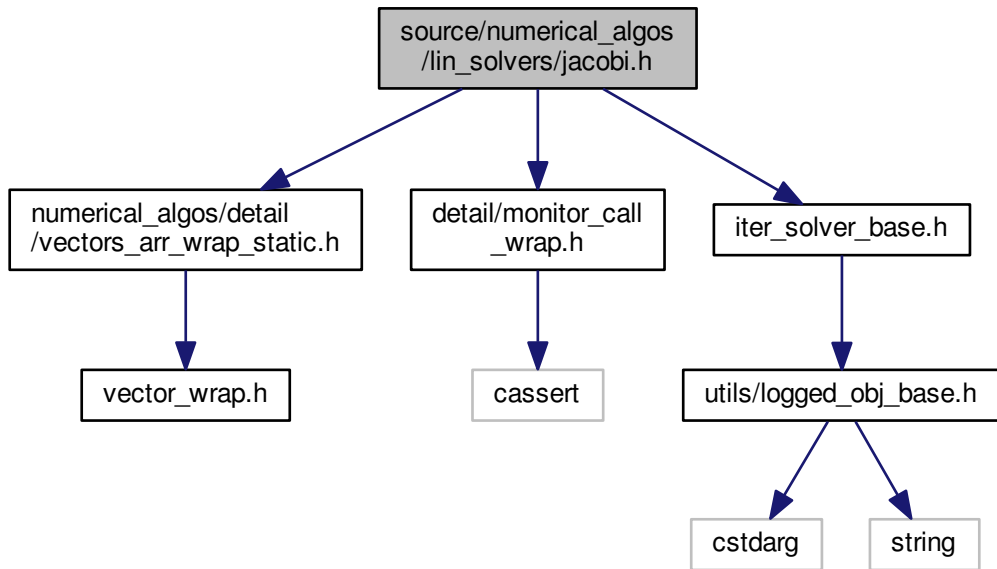 source/numerical_algos
/lin_solvers/jacobi.h
numerical_algos/detail
/vectors_arr_wrap_static.h
detail/monitor_call
_wrap.h
iter_solver_base.h
vector_wrap.h
cassert
utils/logged_obj_base.h
cstdarg
string